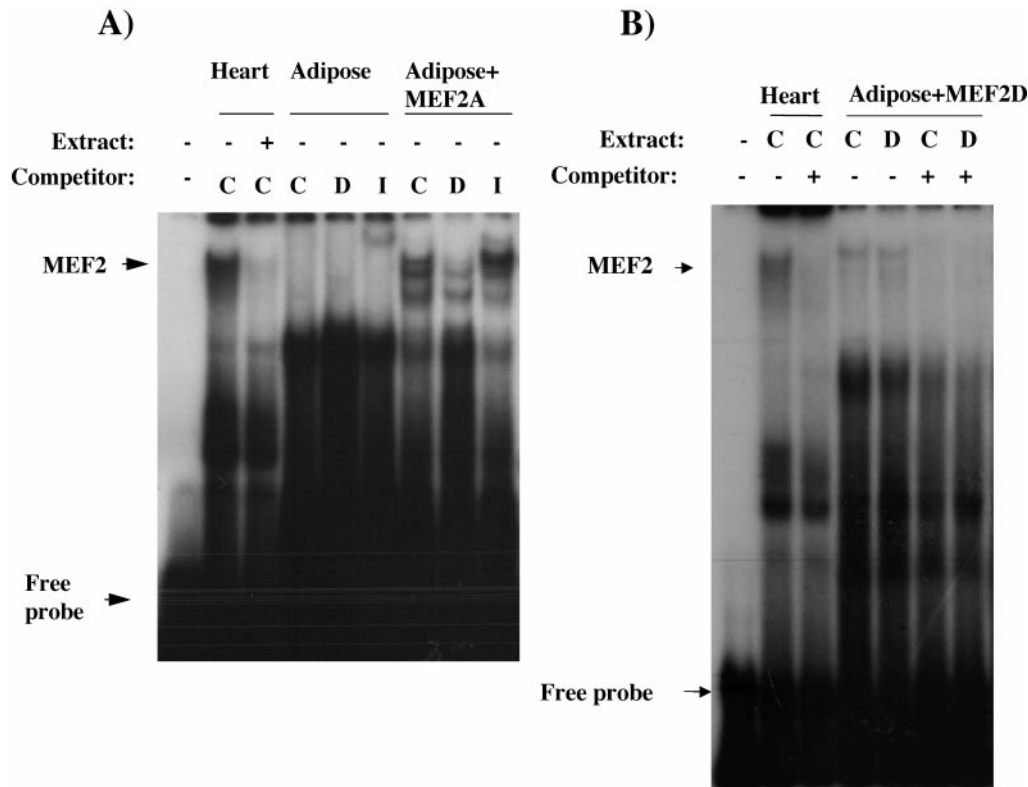 A)
Heart Adipose Adipose+
MEF2A
Extract: - - + - - - - - -
Competitor: - C C C D I C D I
MEF2
Free
probe
B)
Heart Adipose+MEF2D
Extract: - C C C D C D
Competitor: - - + - - + +
MEF2
Free probe